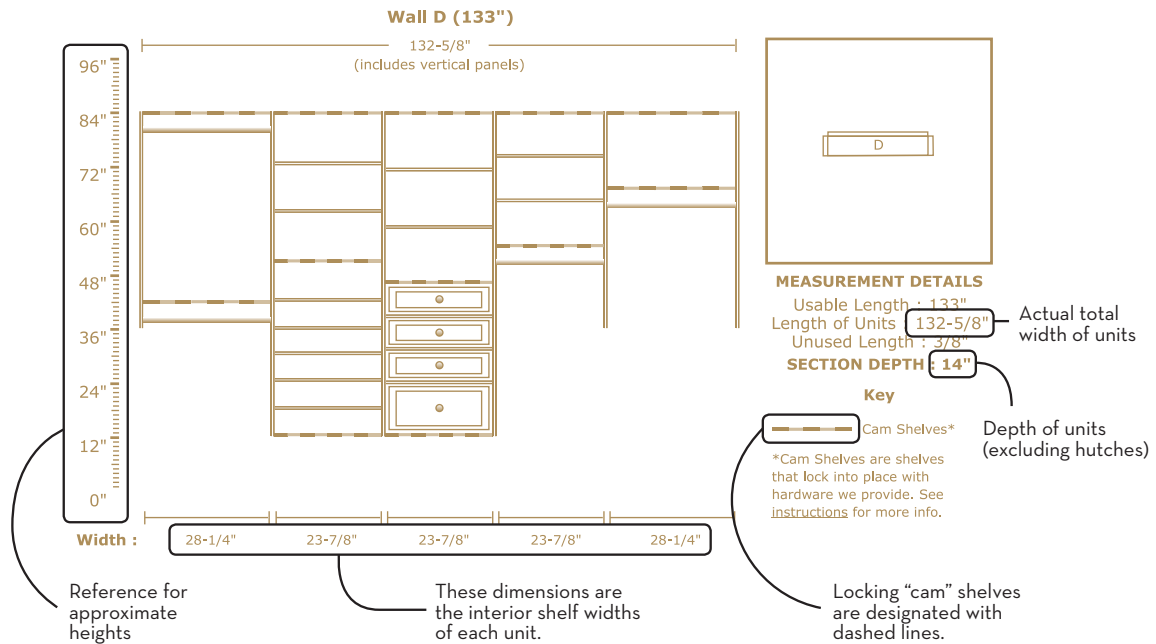 Wall D (133")
132-5/8"
(includes vertical panels)
96"
84"
72"
60"
48"
36"
24"
12"
0"
D
MEASUREMENT DETAILS
Usable Length : 133"
Length of Units : 132-5/8"
Unused Length : 3/8"
SECTION DEPTH : 14"
Actual total
width of units
Key
Cam Shelves*
*Cam Shelves are shelves
that lock into place with
hardware we provide. See
instructions for more info.
Depth of units
(excluding hutches)
Width :
28-1/4"
23-7/8"
23-7/8"
23-7/8"
28-1/4"
Reference for
approximate
heights
These dimensions are
the interior shelf widths
of each unit.
Locking “cam” shelves
are designated with
dashed lines.